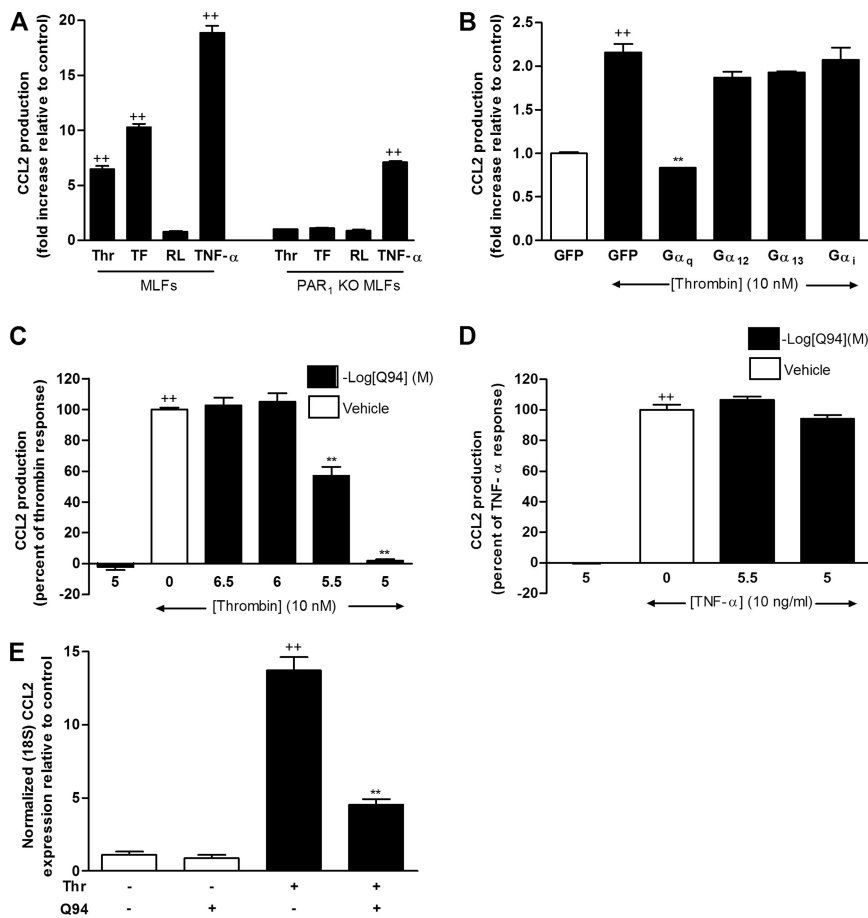 A
CCL2 production
(fold increase relative to control)
20
15
10
5
0
++
++
++
++
Thr TF RL TNF-α Thr TF RL TNF-α
MLFs PAR1 KO MLFs
B
CCL2 production
(fold increase relative to control)
2.5
2.0
1.5
1.0
0.5
0.0
++
**
GFP GFP Gαq Gα12 Gα13 Gαi
[Thrombin] (10 nM)
C
-Log[Q94] (M)
Vehicle
CCL2 production
(percent of thrombin response)
120
100
80
60
40
20
0
-20
++
**
**
5 0 6.5 6 5.5 5
[Thrombin] (10 nM)
D
-Log[Q94](M)
Vehicle
CCL2 production
(percent of TNF- α response)
120
100
80
60
40
20
0
-20
++
5 0 5.5 5
[TNF-α] (10 ng/ml)
E
Normalized (18S) CCL2
expression relative to control
15
10
5
0
++
**
Thr - - + +
Q94 - + - +